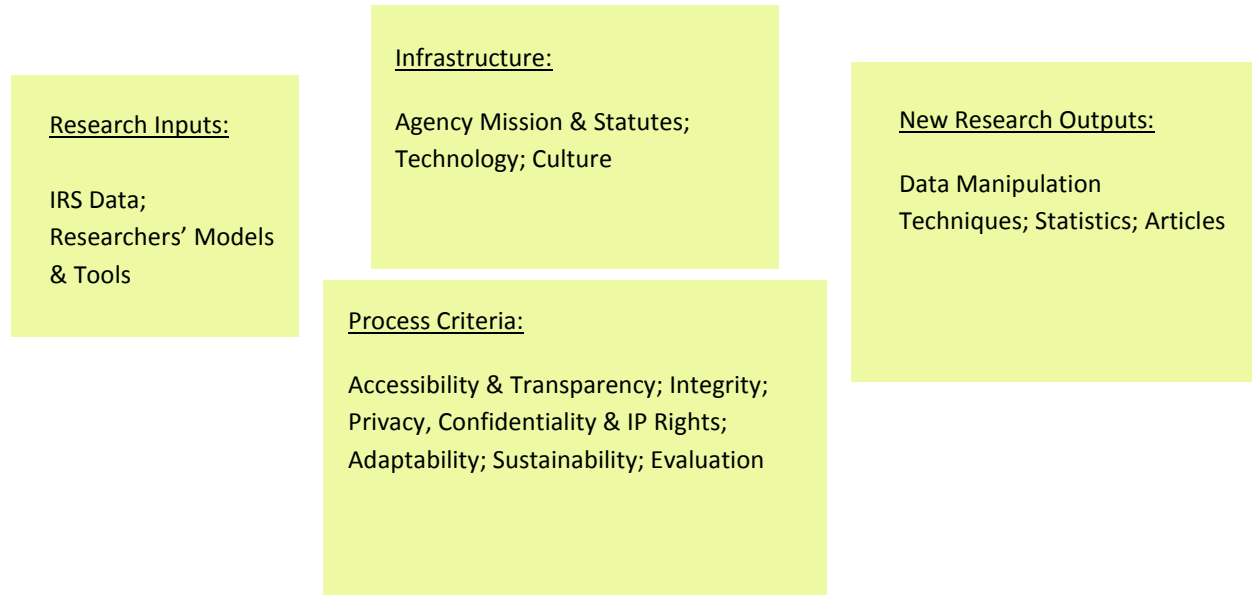 Research Inputs:
IRS Data;
Researchers’ Models
& Tools
Infrastructure:
Agency Mission & Statutes;
Technology; Culture
Process Criteria:
Accessibility & Transparency; Integrity;
Privacy, Confidentiality & IP Rights;
Adaptability; Sustainability; Evaluation
New Research Outputs:
Data Manipulation
Techniques; Statistics; Articles